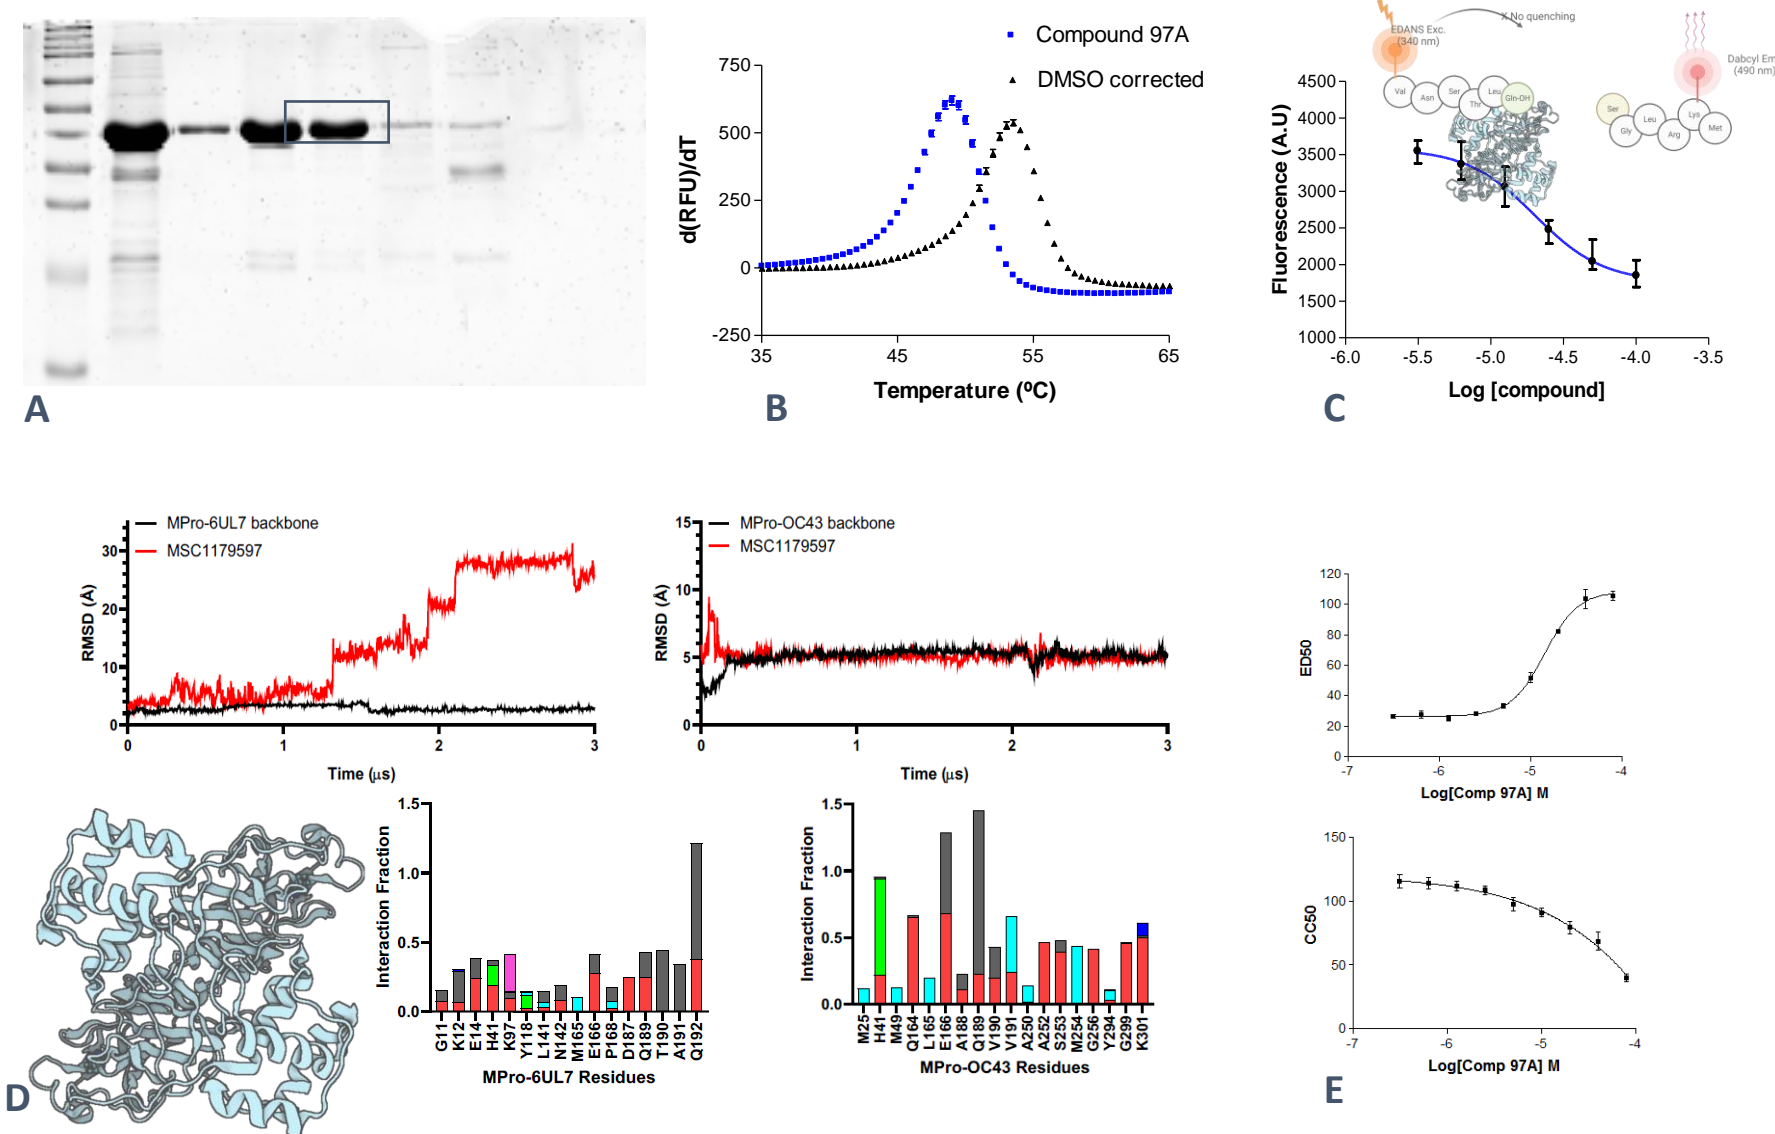 A
Compound 97A
DMSO corrected
750
500
250
0
-250
d(RFU)/dT
35
45
55
65
Temperature (ºC)
B
EDANS Exc.
(340 nm)
X No quenching
Dabcyl Em
(490 nm)
Val
Asn
Ser
Thr
Leu
Gln-OH
Ser
Gly
Leu
Arg
Lys
Met
4500
4000
3500
3000
2500
2000
1500
1000
Fluorescence (A.U)
-6.0
-5.5
-5.0
-4.5
-4.0
-3.5
Log [compound]
C
MPro-6UL7 backbone
MSC1179597
30
20
10
0
RMSD (Å)
0
1
2
3
Time (μs)
MPro-OC43 backbone
MSC1179597
15
10
5
0
RMSD (Å)
0
1
2
3
Time (μs)
1.5
1.0
0.5
0.0
Interaction Fraction
G11
K12
E14
H41
K97
Y118
L141
N142
M165
E166
P168
D187
Q189
T190
A191
Q192
MPro-6UL7 Residues
1.5
1.0
0.5
0.0
Interaction Fraction
M25
H41
M49
Q164
L165
E166
A188
Q189
V190
V191
A250
A252
S253
M254
G256
Y294
G299
K301
MPro-OC43 Residues
D
120
100
80
60
40
20
0
ED50
-7
-6
-5
-4
Log[Comp 97A] M
150
100
50
0
CC50
-7
-6
-5
-4
Log[Comp 97A] M
E